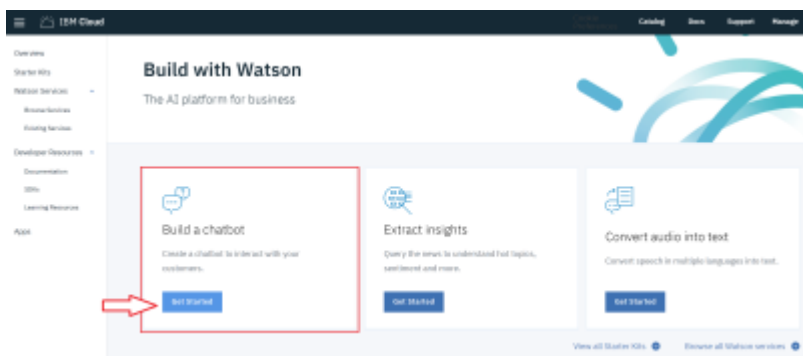 IBM Cloud
Catalog Docs Support Manage
Overview
Starter Kits
Watson Services
Browse Services
Existing Services
Developer Resources
Documentation
SDKs
Learning Resources
Apps
Build with Watson
The AI platform for business
Build a chatbot
Create a chatbot to interact with your
customers.
Get Started
Extract insights
Query the news to understand hot topics,
sentiment and more.
Get Started
Convert audio into text
Convert speech in multiple languages into text.
Get Started
View all Starter Kits
Browse all Watson services